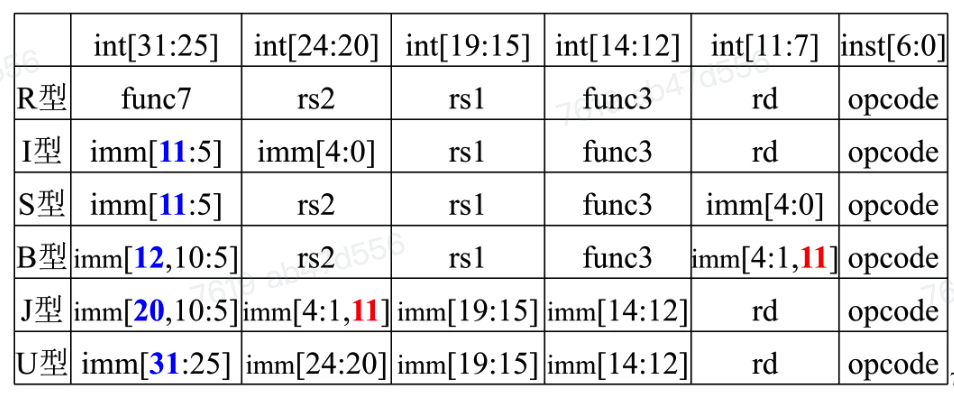 int[31:25] int[24:20] int[19:15] int[14:12] int[11:7] inst[6:0]
R型 func7 rs2 rs1 func3 rd opcode
I型 imm[11:5] imm[4:0] rs1 func3 rd opcode
S型 imm[11:5] rs2 rs1 func3 imm[4:0] opcode
B型 imm[12,10:5] rs2 rs1 func3 imm[4:1,11] opcode
J型 imm[20,10:5] imm[4:1,11] imm[19:15] imm[14:12] rd opcode
U型 imm[31:25] imm[24:20] imm[19:15] imm[14:12] rd opcode
7619 ab47d556
7619 ab47d556